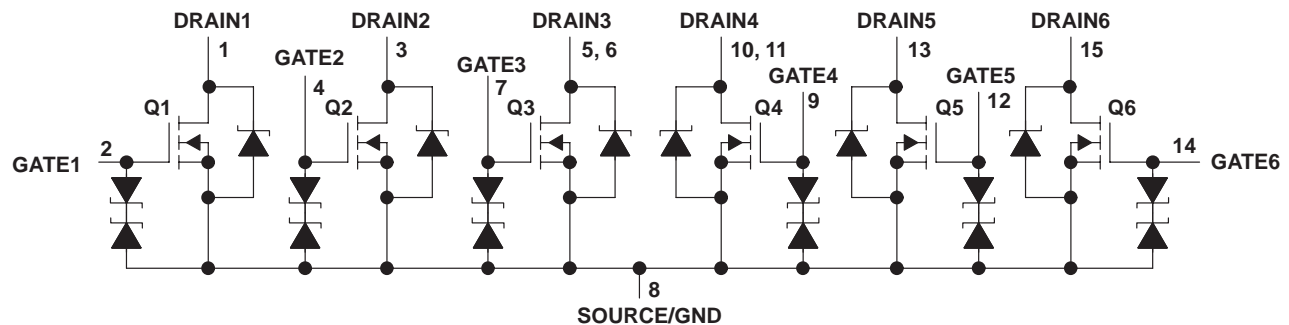 DRAIN1 DRAIN2 DRAIN3 DRAIN4 DRAIN5 DRAIN6
1 3 5, 6 10, 11 13 15
GATE2 GATE3 GATE4 GATE5
4 7 9 12
Q1 Q2 Q3 Q4 Q5 Q6
2 14
GATE1 GATE6
8
SOURCE/GND